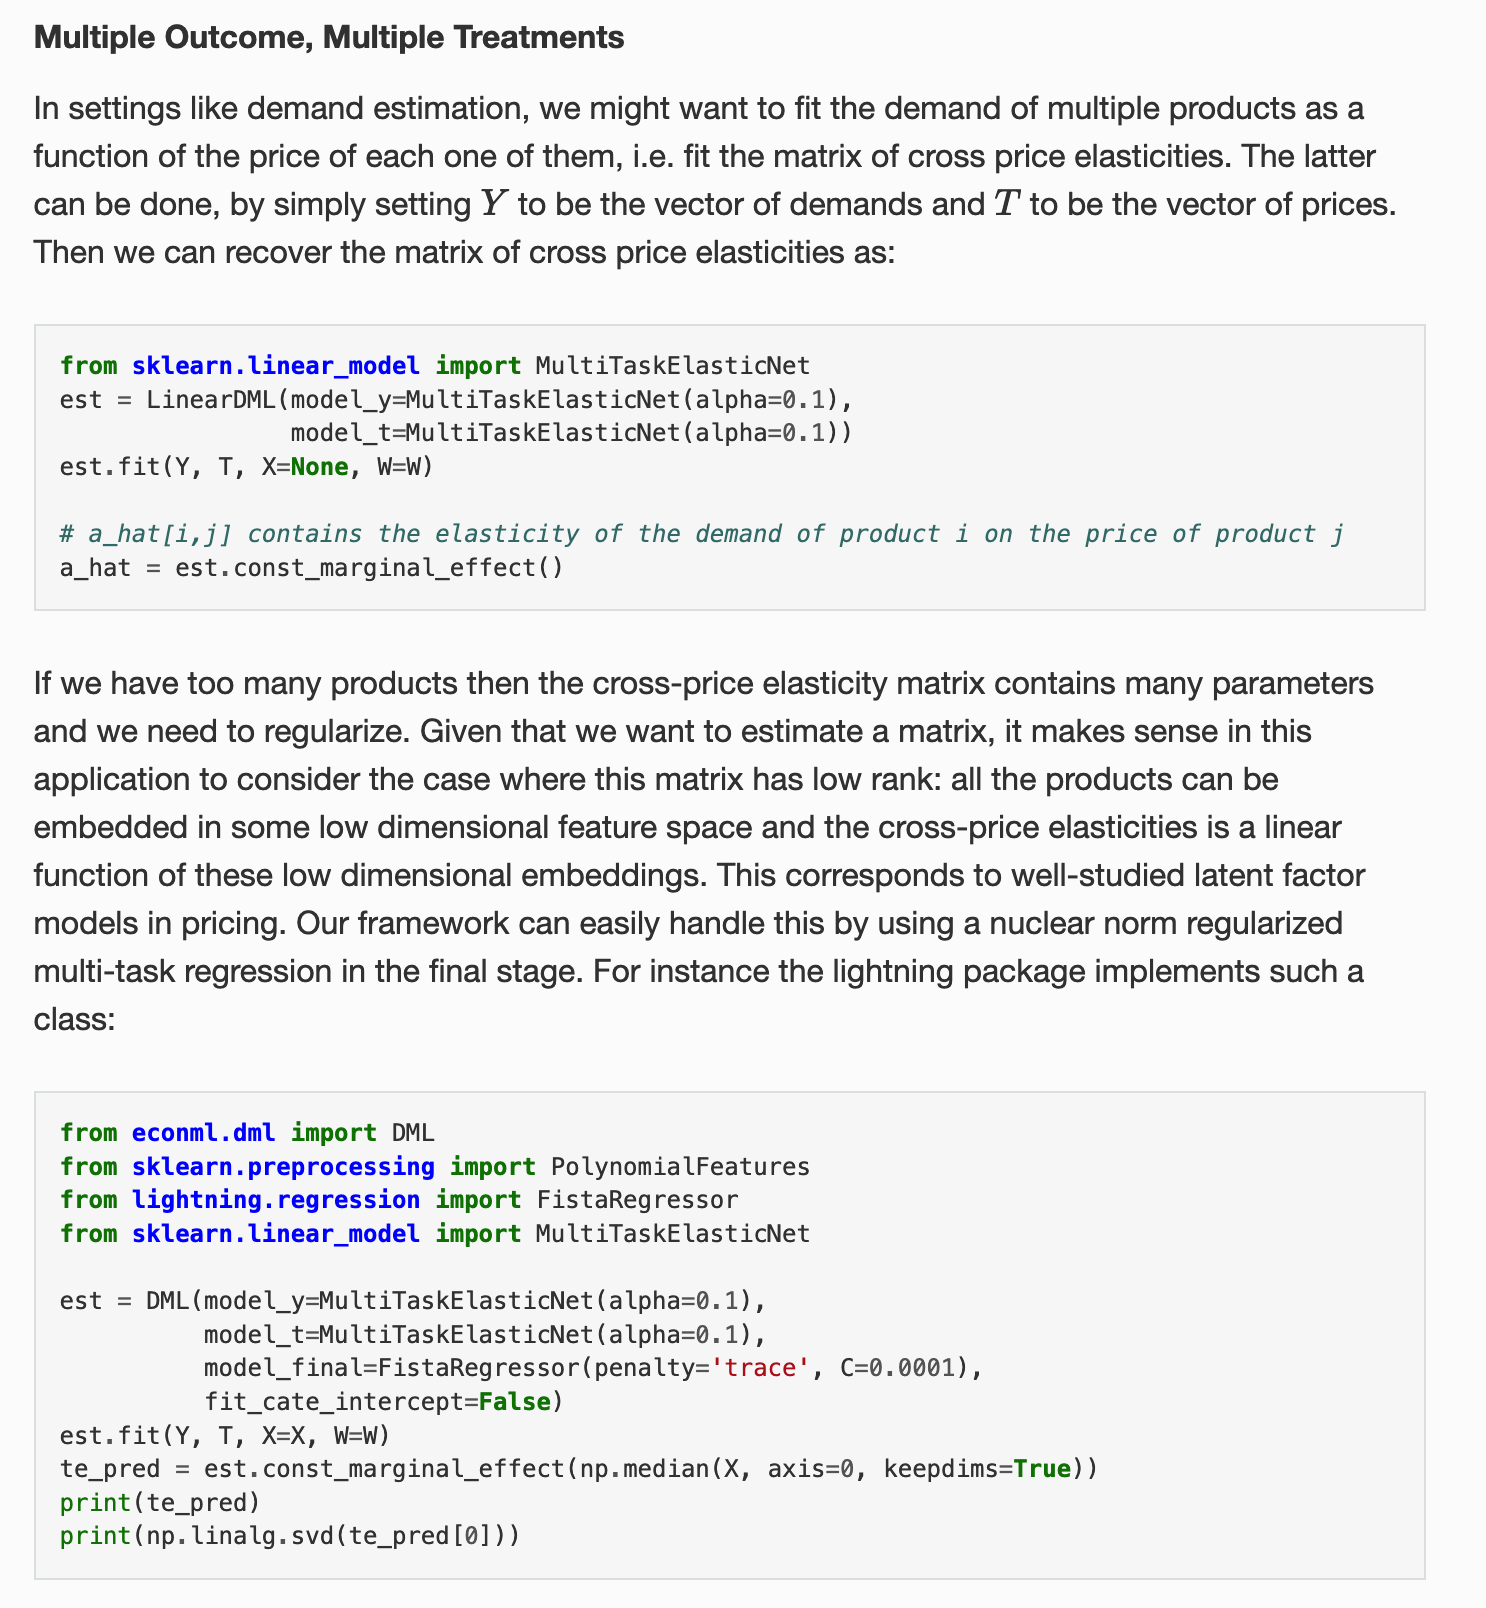 Multiple Outcome, Multiple Treatments
In settings like demand estimation, we might want to fit the demand of multiple products as a
function of the price of each one of them, i.e. fit the matrix of cross price elasticities. The latter
can be done, by simply setting Y to be the vector of demands and T to be the vector of prices.
Then we can recover the matrix of cross price elasticities as:
from sklearn.linear_model import MultiTaskElasticNet
est = LinearDML(model_y=MultiTaskElasticNet(alpha=0.1),
                model_t=MultiTaskElasticNet(alpha=0.1))
est.fit(Y, T, X=None, W=W)
# a_hat[i,j] contains the elasticity of the demand of product i on the price of product j
a_hat = est.const_marginal_effect()
If we have too many products then the cross-price elasticity matrix contains many parameters
and we need to regularize. Given that we want to estimate a matrix, it makes sense in this
application to consider the case where this matrix has low rank: all the products can be
embedded in some low dimensional feature space and the cross-price elasticities is a linear
function of these low dimensional embeddings. This corresponds to well-studied latent factor
models in pricing. Our framework can easily handle this by using a nuclear norm regularized
multi-task regression in the final stage. For instance the lightning package implements such a
class:
from econml.dml import DML
from sklearn.preprocessing import PolynomialFeatures
from lightning.regression import FistaRegressor
from sklearn.linear_model import MultiTaskElasticNet
est = DML(model_y=MultiTaskElasticNet(alpha=0.1),
          model_t=MultiTaskElasticNet(alpha=0.1),
          model_final=FistaRegressor(penalty='trace', C=0.0001),
          fit_cate_intercept=False)
est.fit(Y, T, X=X, W=W)
te_pred = est.const_marginal_effect(np.median(X, axis=0, keepdims=True))
print(te_pred)
print(np.linalg.svd(te_pred[0]))